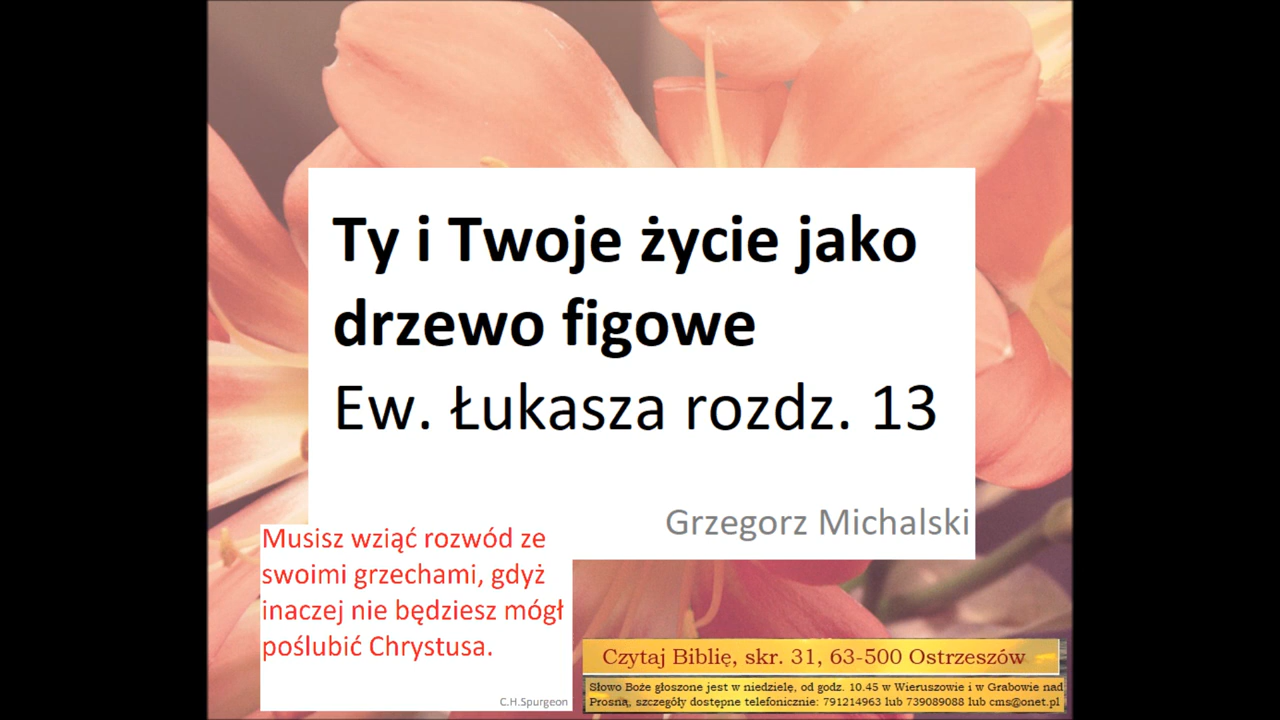 Ty i Twoje życie jako
drzewo figowe
Ew. Łukasza rozdz. 13
Grzegorz Michalski
Musisz wziąć rozwód ze
swoimi grzechami, gdyż
inaczej nie będziesz mógł
poślubić Chrystusa.
C.H.Spurgeon
Czytaj Biblię, skr. 31, 63-500 Ostrzeszów
Słowo Boże głoszone jest w niedzielę, od godz. 10.45 w Wieruszowie i w Grabowie nad
Prosną, szczegóły dostępne telefonicznie: 791214963 lub 739089088 lub cms@onet.pl